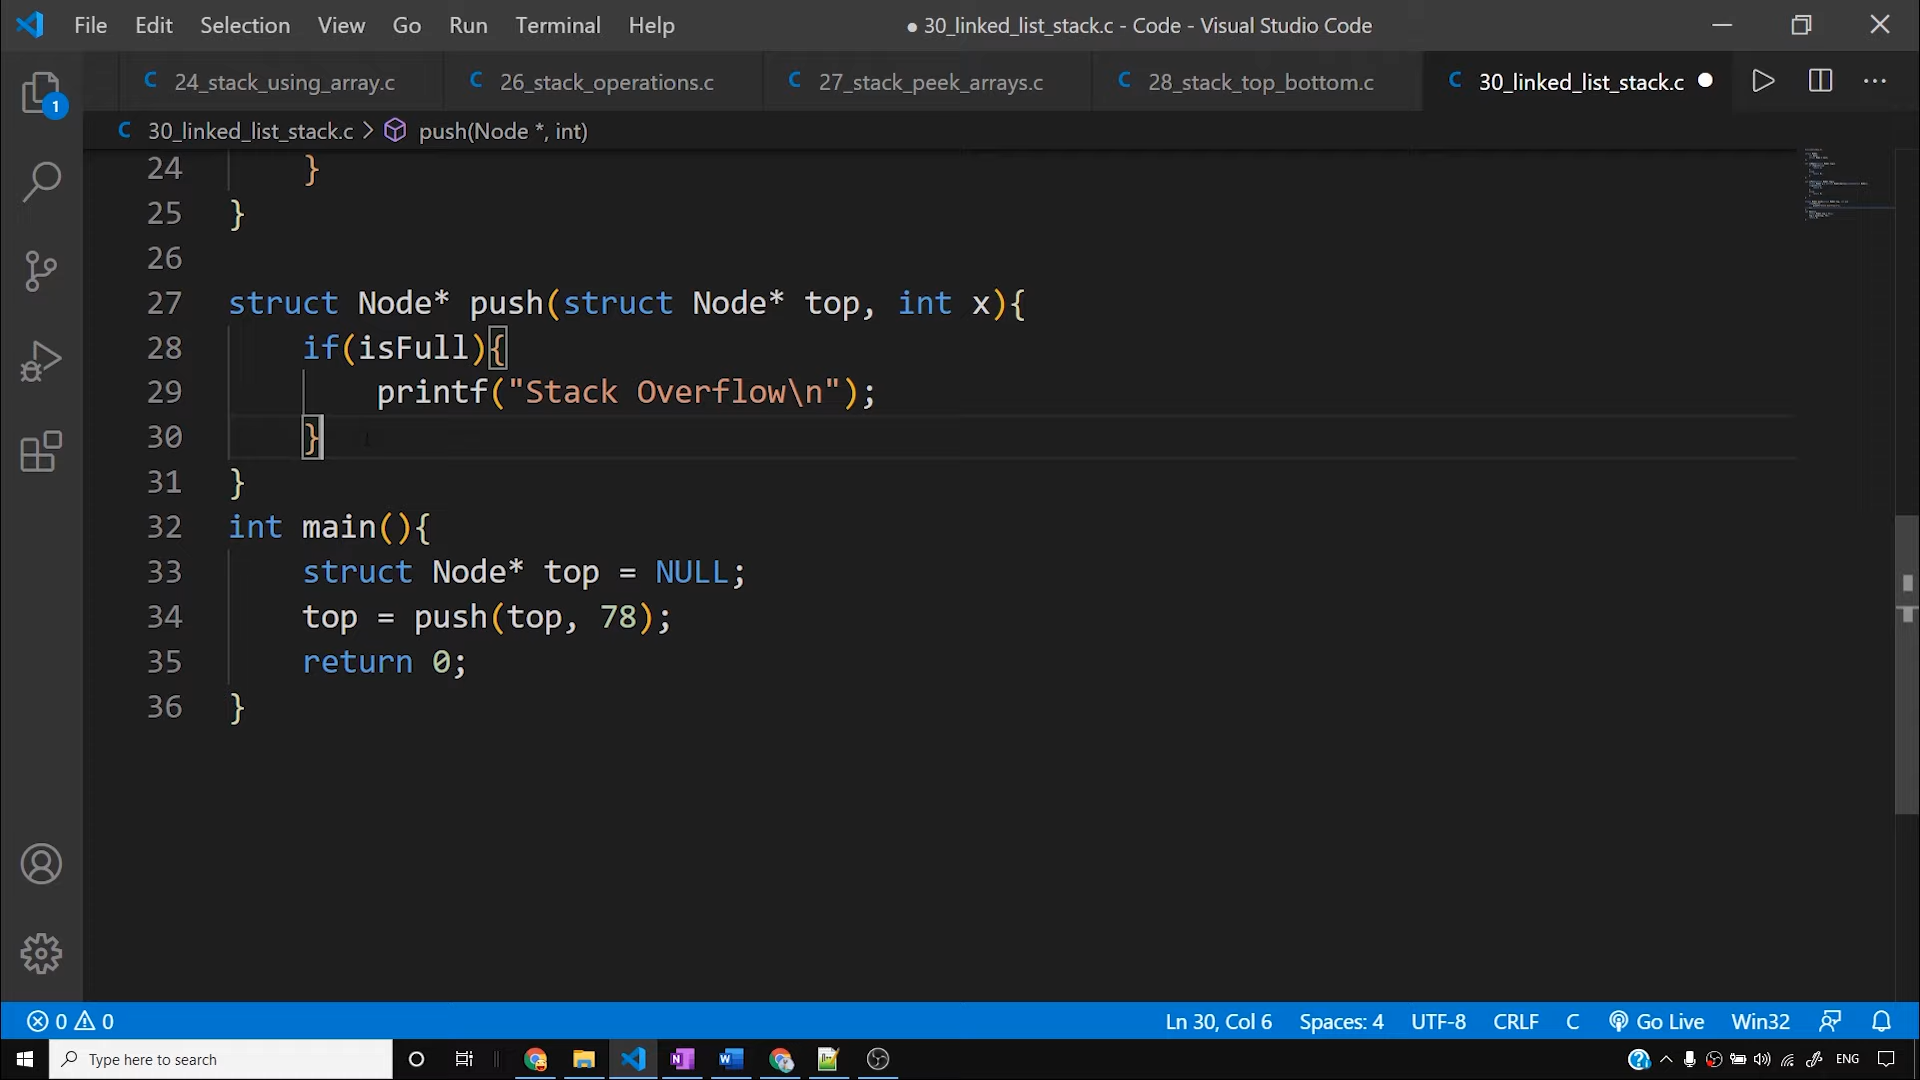 File Edit Selection View Go Run Terminal Help ● 30_linked_list_stack.c - Code - Visual Studio Code
1
C 24_stack_using_array.c C 26_stack_operations.c C 27_stack_peek_arrays.c C 28_stack_top_bottom.c C 30_linked_list_stack.c ● ...
C 30_linked_list_stack.c > push(Node *, int)
24 }
25 }
26
27 struct Node* push(struct Node* top, int x){
28 if(isFull){
29 printf("Stack Overflow\n");
30 }
31 }
32 int main(){
33 struct Node* top = NULL;
34 top = push(top, 78);
35 return 0;
36 }
0 0 Ln 30, Col 6 Spaces: 4 UTF-8 CRLF C Go Live Win32
Type here to search ENG